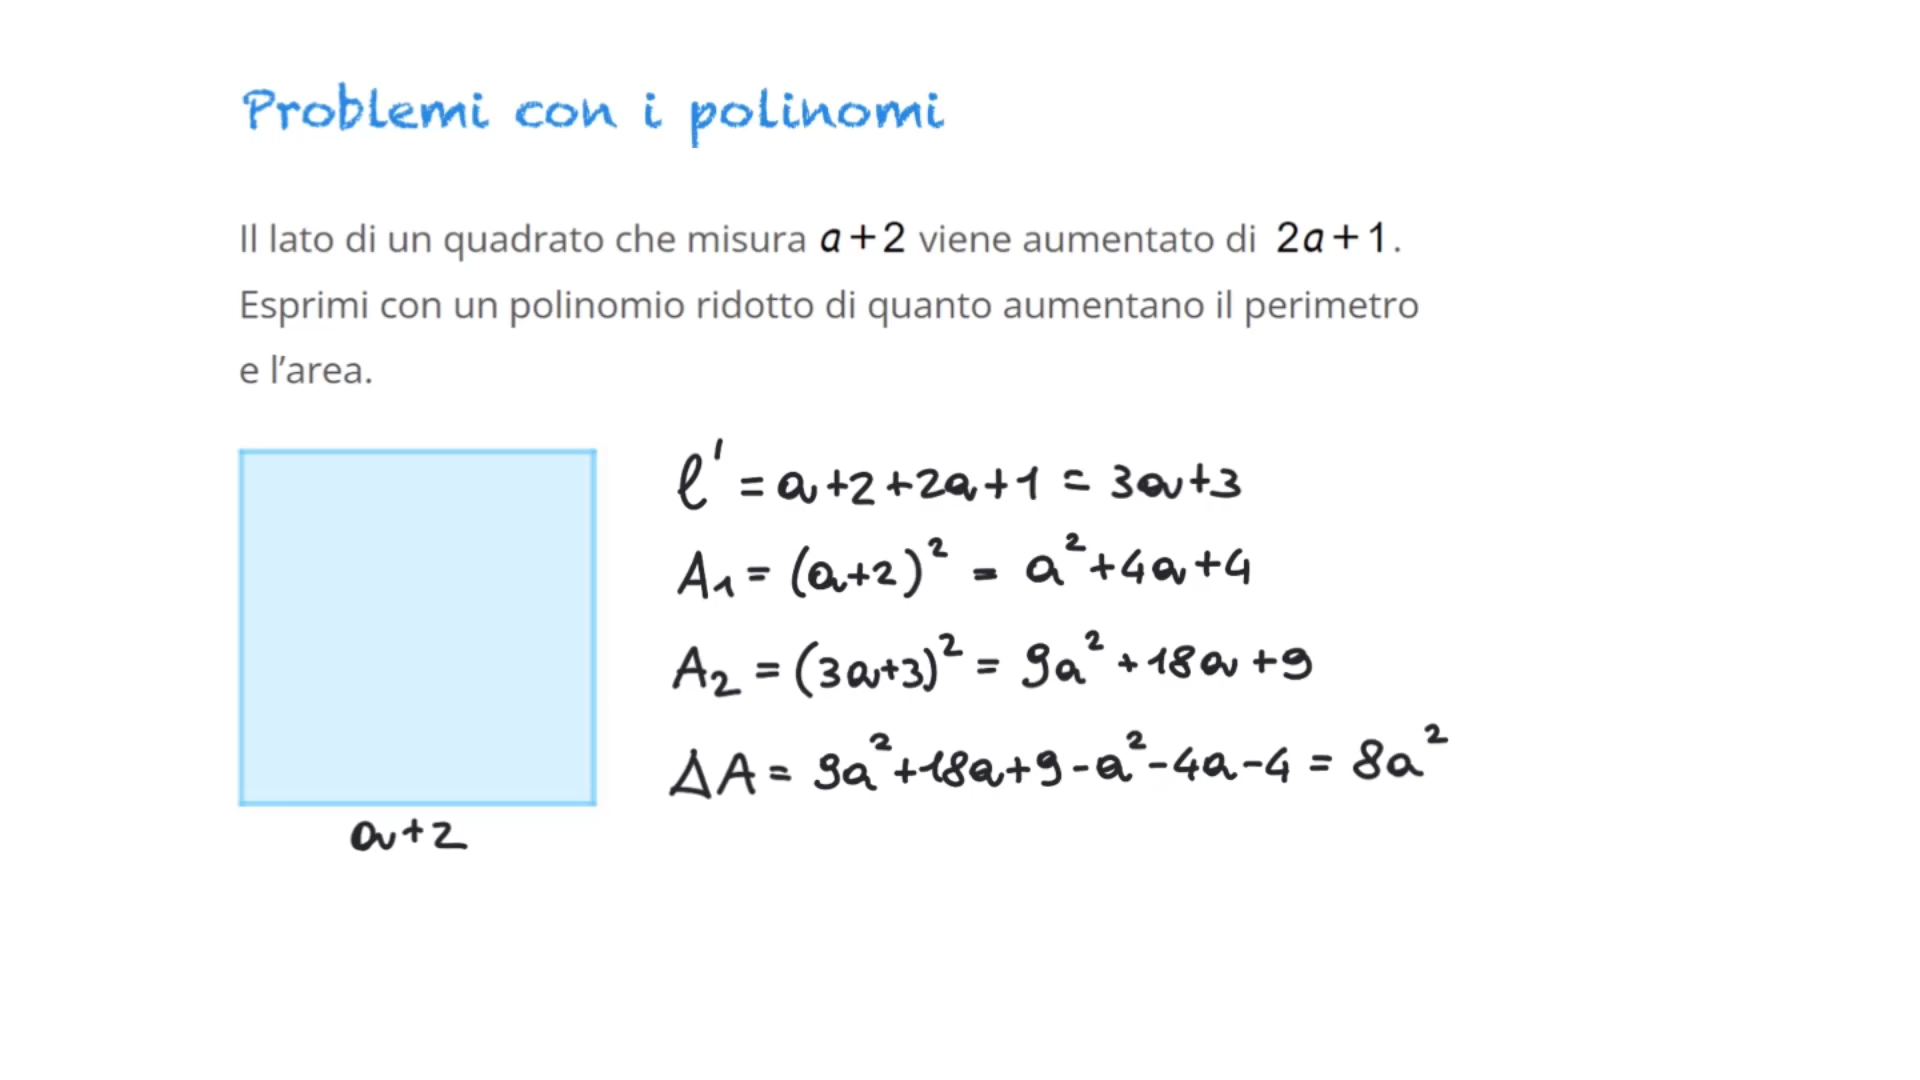 Problemi con i polinomi
Il lato di un quadrato che misura a+2 viene aumentato di 2a+1.
Esprimi con un polinomio ridotto di quanto aumentano il perimetro
e l’area.
ℓ' = a+2+2a+1 = 3a+3
A₁ = (a+2)² = a²+4a+4
A₂ = (3a+3)² = 9a²+18a+9
ΔA = 9a²+18a+9-a²-4a-4 = 8a²
a+2